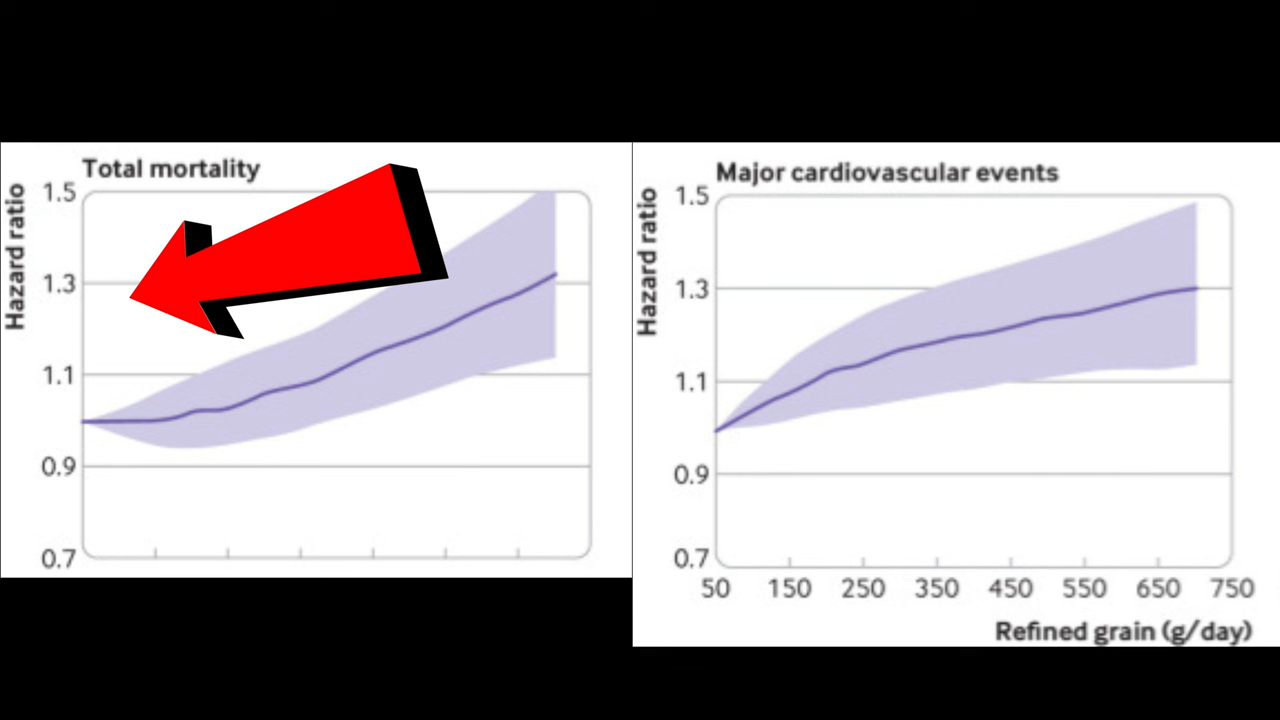 Total mortality
Hazard ratio
1.5
1.3
1.1
0.9
0.7
Major cardiovascular events
Hazard ratio
1.5
1.3
1.1
0.9
0.7
50 150 250 350 450 550 650 750
Refined grain (g/day)